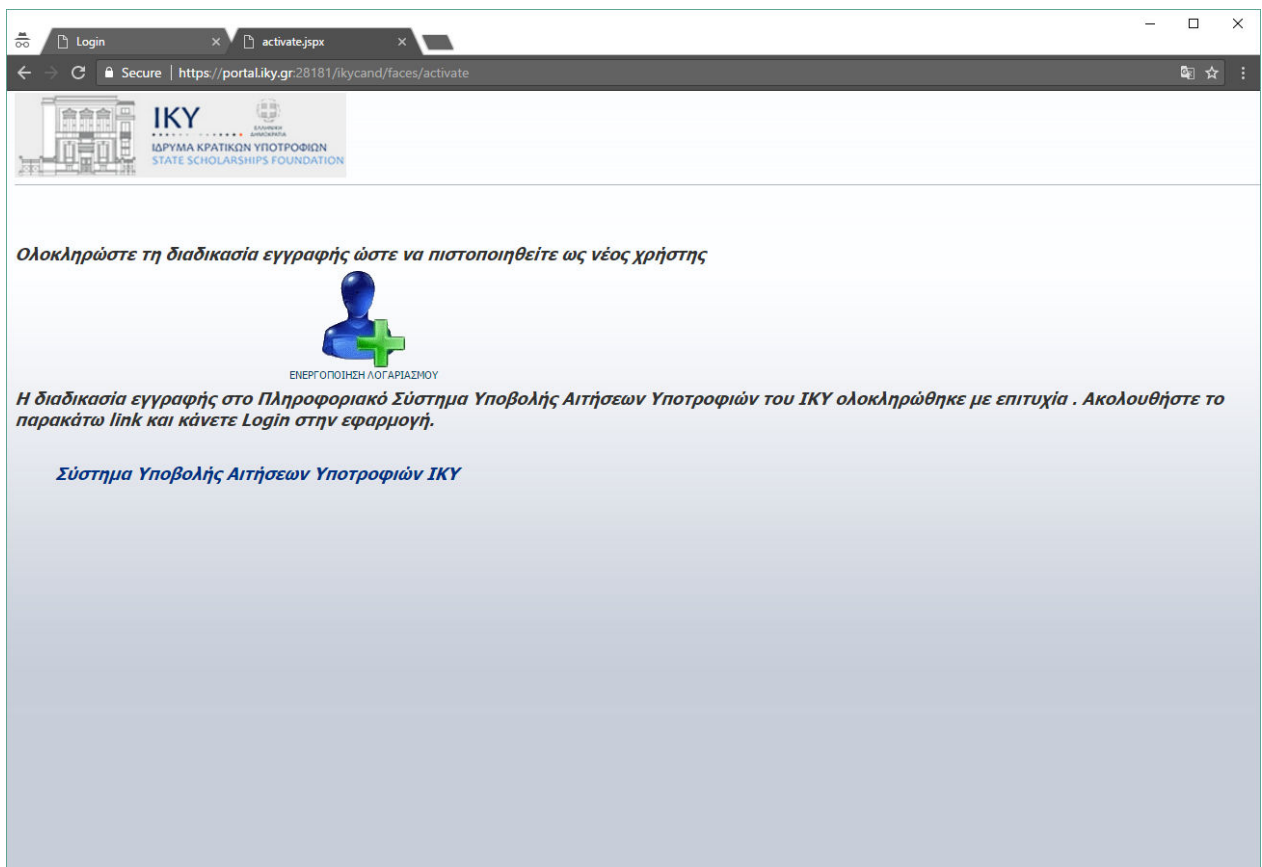 Login
activate.jspx
Secure | https://portal.iky.gr:28181/ikycand/faces/activate
IKY
ΕΛΛΗΝΙΚΗ
ΔΗΜΟΚΡΑΤΙΑ
ΙΔΡΥΜΑ ΚΡΑΤΙΚΩΝ ΥΠΟΤΡΟΦΙΩΝ
STATE SCHOLARSHIPS FOUNDATION
Ολοκληρώστε τη διαδικασία εγγραφής ώστε να πιστοποιηθείτε ως νέος χρήστης
ΕΝΕΡΓΟΠΟΙΗΣΗ ΛΟΓΑΡΙΑΣΜΟΥ
Η διαδικασία εγγραφής στο Πληροφοριακό Σύστημα Υποβολής Αιτήσεων Υποτροφιών του ΙΚΥ ολοκληρώθηκε με επιτυχία . Ακολουθήστε το
παρακάτω link και κάνετε Login στην εφαρμογή.
Σύστημα Υποβολής Αιτήσεων Υποτροφιών ΙΚΥ